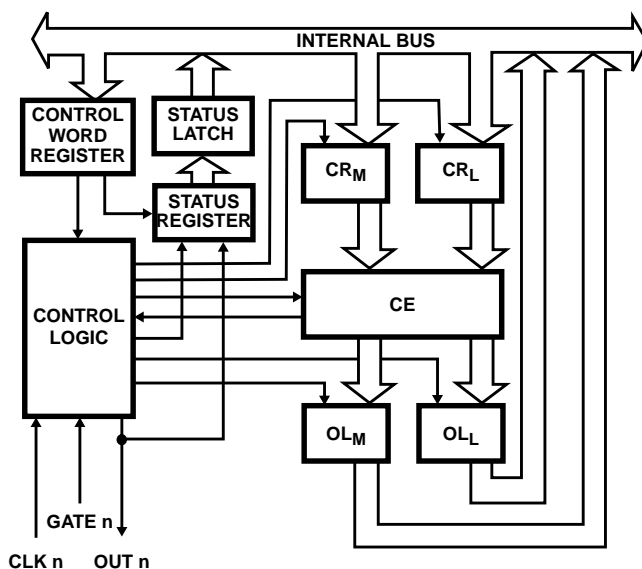 INTERNAL BUS
CONTROL
WORD
REGISTER
STATUS
LATCH
CRM
CRL
STATUS
REGISTER
CONTROL
LOGIC
CE
OLM
OLL
GATE n
CLK n OUT n